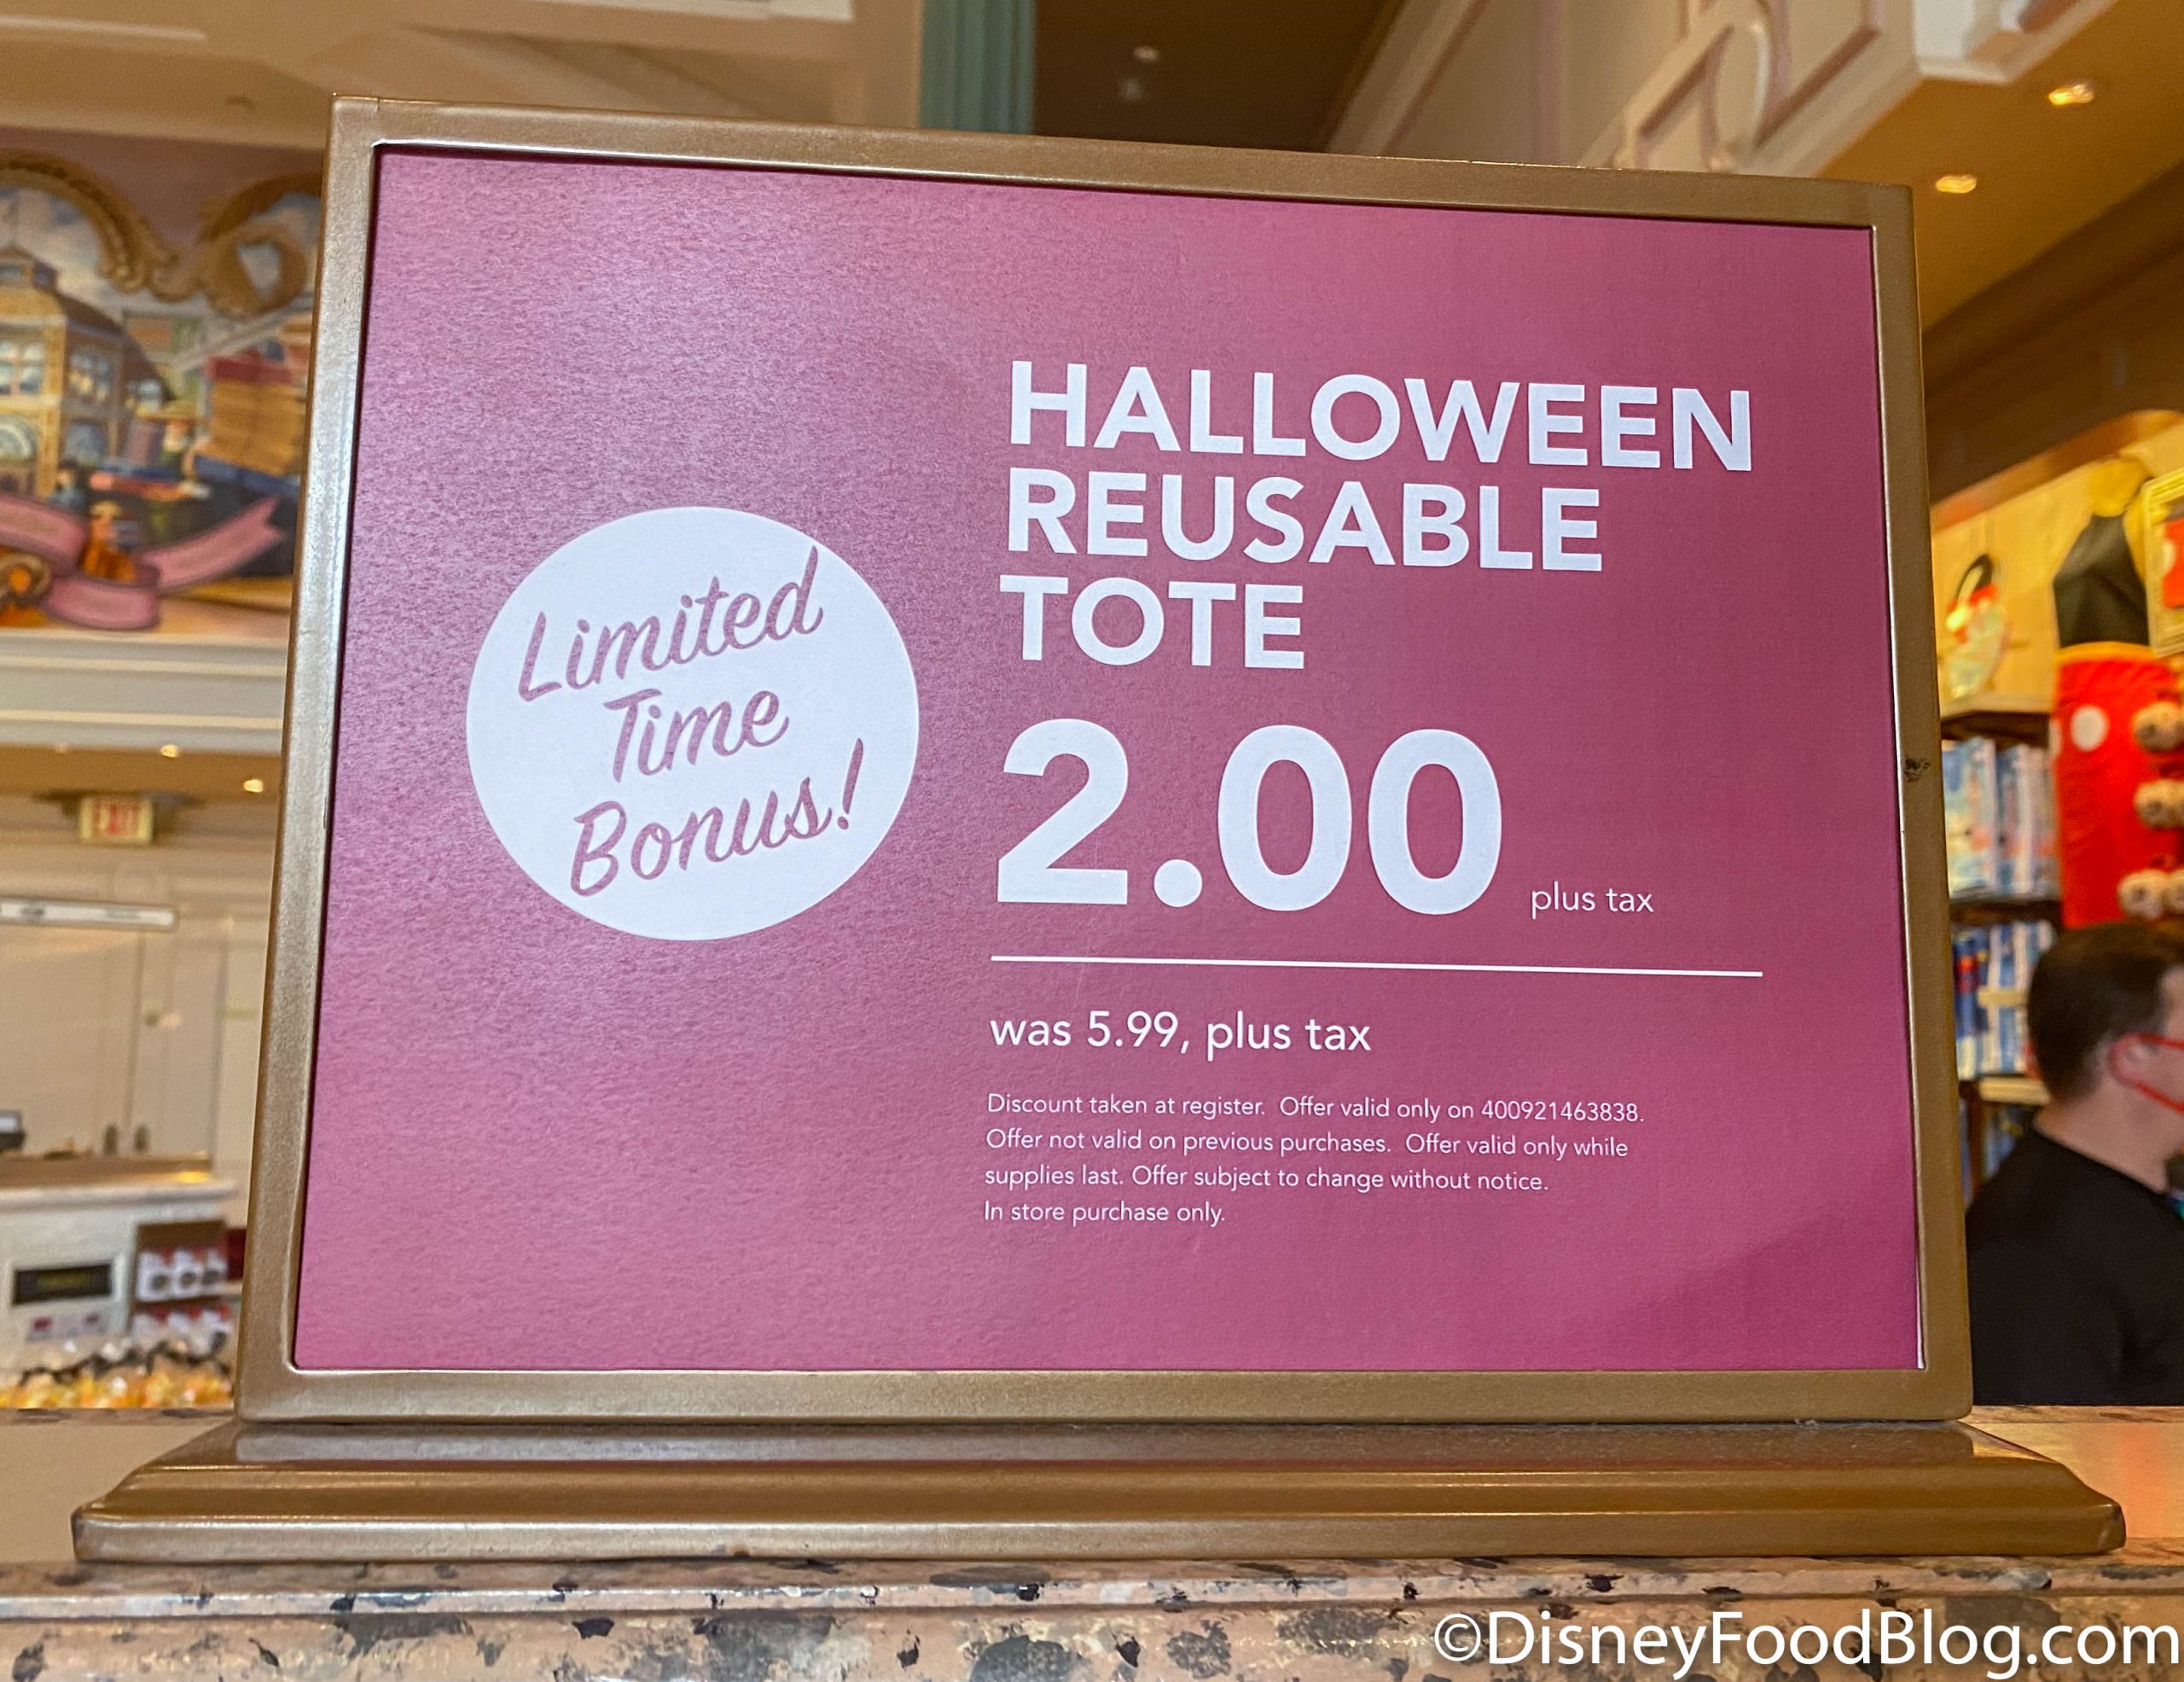 Limited
Time
Bonus!
HALLOWEEN
REUSABLE
TOTE
2.00 plus tax
was 5.99, plus tax
Discount taken at register.  Offer valid only on 400921463838.
Offer not valid on previous purchases.  Offer valid only while
supplies last. Offer subject to change without notice.
In store purchase only.
EXIT
©DisneyFoodBlog.com